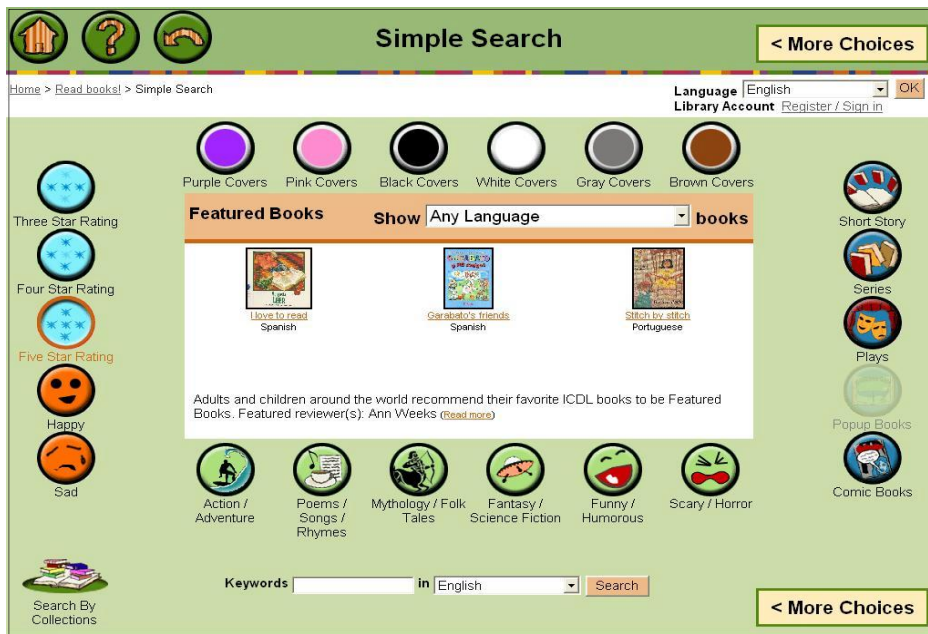 Simple Search
< More Choices
Home > Read books! > Simple Search
Language English OK
Library Account Register / Sign in
Purple Covers Pink Covers Black Covers White Covers Gray Covers Brown Covers
Three Star Rating
Four Star Rating
Five Star Rating
Happy
Sad
Featured Books Show Any Language books
I love to read
Spanish
Garabato's friends
Spanish
Stitch by stitch
Portuguese
Adults and children around the world recommend their favorite ICDL books to be Featured
Books. Featured reviewer(s): Ann Weeks (Read more)
Short Story
Series
Plays
Popup Books
Comic Books
Action /
Adventure
Poems /
Songs /
Rhymes
Mythology / Folk
Tales
Fantasy /
Science Fiction
Funny /
Humorous
Scary / Horror
Search By
Collections
Keywords in English Search
< More Choices